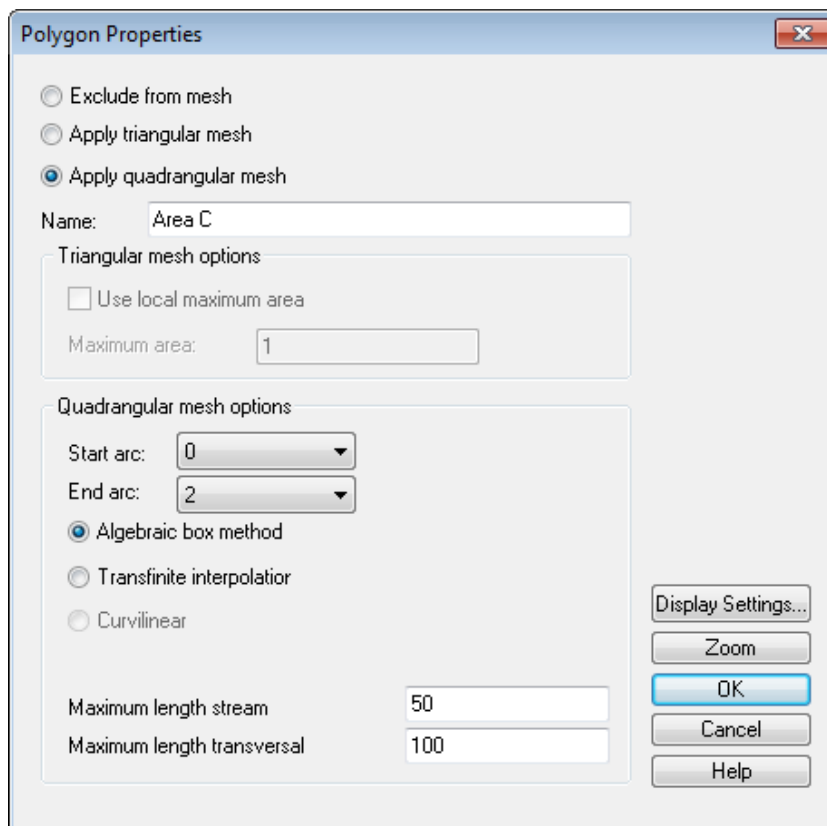 Polygon Properties
Exclude from mesh
Apply triangular mesh
Apply quadrangular mesh
Name: Area C
Triangular mesh options
Use local maximum area
Maximum area: 1
Quadrangular mesh options
Start arc: 0
End arc: 2
Algebraic box method
Transfinite interpolatior
Curvilinear
Maximum length stream 50
Maximum length transversal 100
Display Settings...
Zoom
OK
Cancel
Help